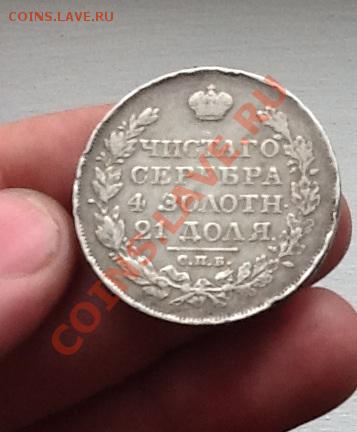 COINS.LAVE.RU
ЧИСТАГО
СЕРЕБРА
4 ЗОЛОТН.
21 ДОЛЯ.
С.П.Б.
COINS.LAVE.RU